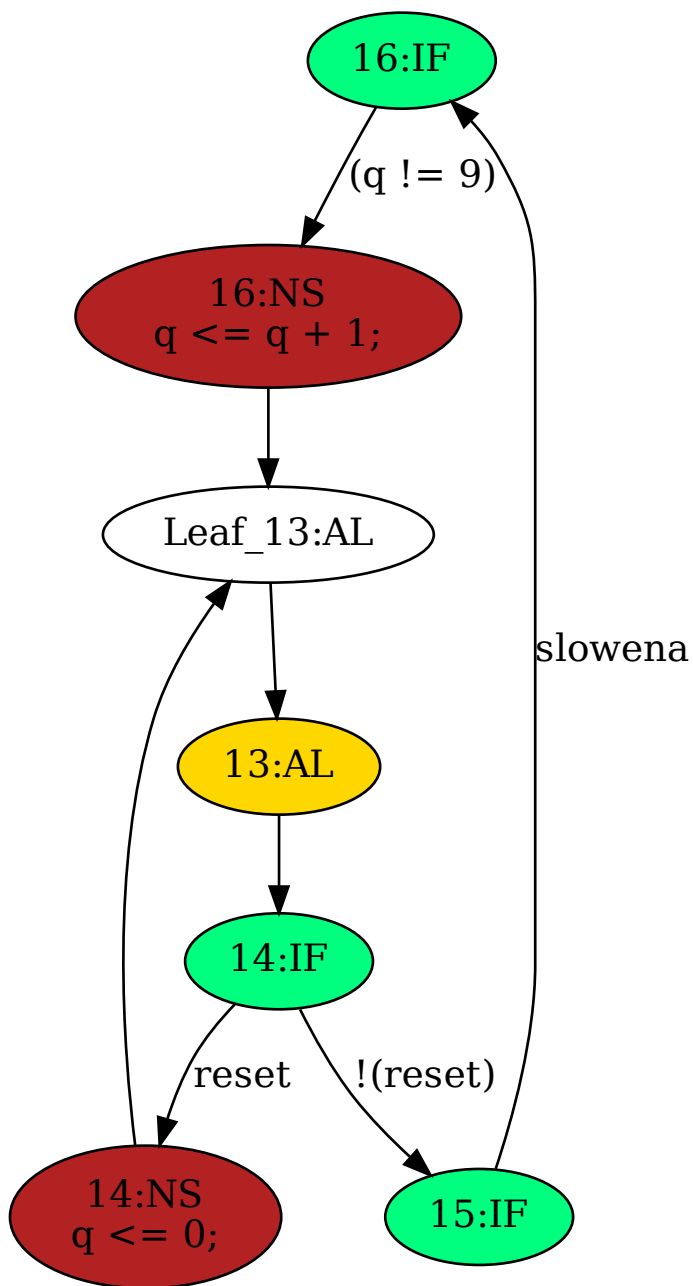 16:IF
(q != 9)
16:NS
q <= q + 1;
Leaf_13:AL
slowena
13:AL
14:IF
reset
!(reset)
14:NS
q <= 0;
15:IF